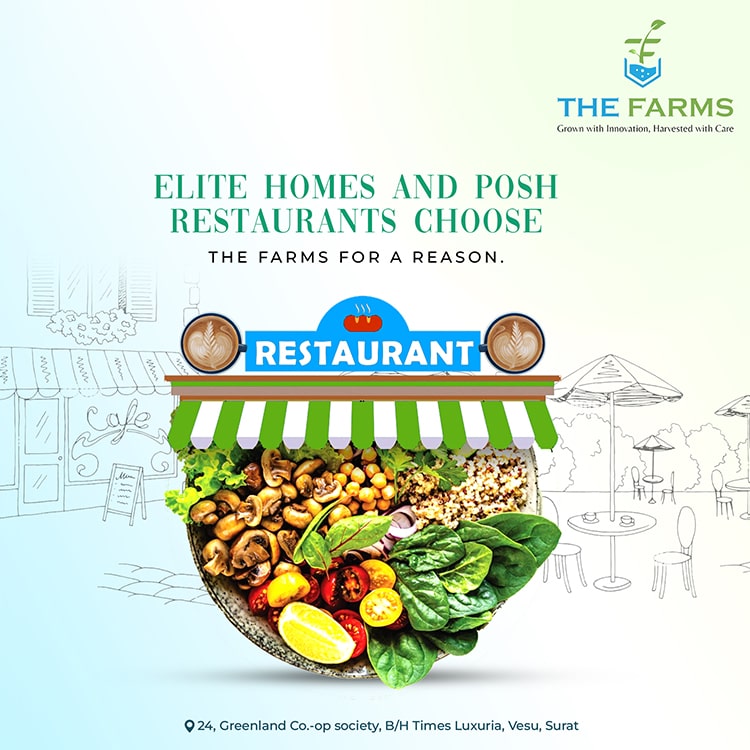 THE FARMS
Grown with Innovation, Harvested with Care
ELITE HOMES AND POSH
RESTAURANTS CHOOSE
THE FARMS FOR A REASON.
RESTAURANT
Cafe
Menu
24, Greenland Co.-op society, B/H Times Luxuria, Vesu, Surat